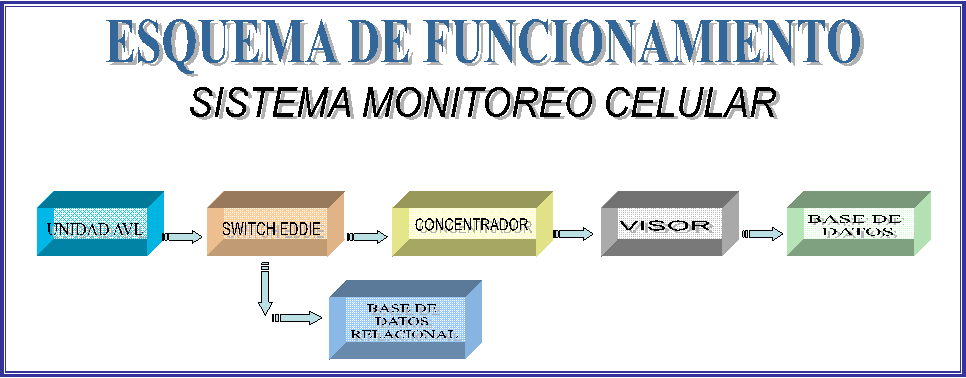 ESQUEMA DE FUNCIONAMIENTO
SISTEMA MONITOREO CELULAR
UNIDAD AVL
SWITCH EDDIE
CONCENTRADOR
VISOR
BASE DE
DATOS
BASE DE
DATOS
RELACIONAL